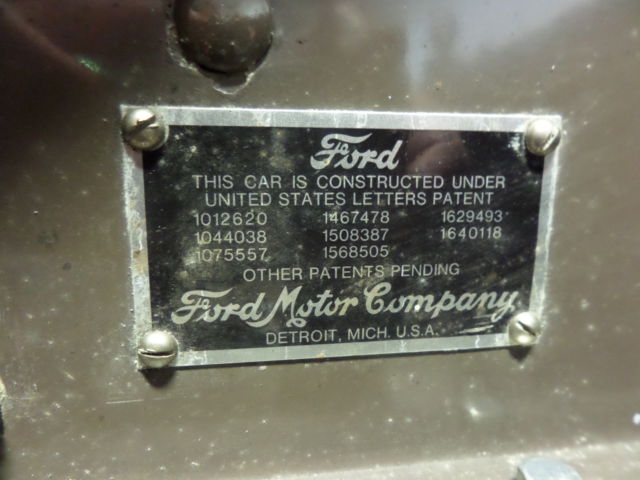 Ford
THIS CAR IS CONSTRUCTED UNDER
UNITED STATES LETTERS PATENT
1012620 1467478 1629493
1044038 1508387 1640118
1075557 1568505
OTHER PATENTS PENDING
Ford Motor Company
DETROIT, MICH. U.S.A.